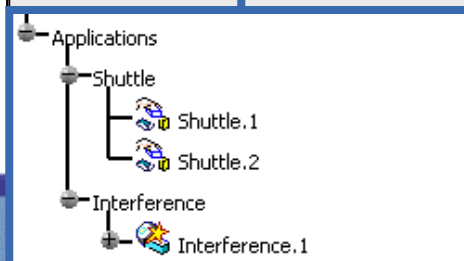 Applications
Shuttle
Shuttle.1
Shuttle.2
Interference
Interference.1